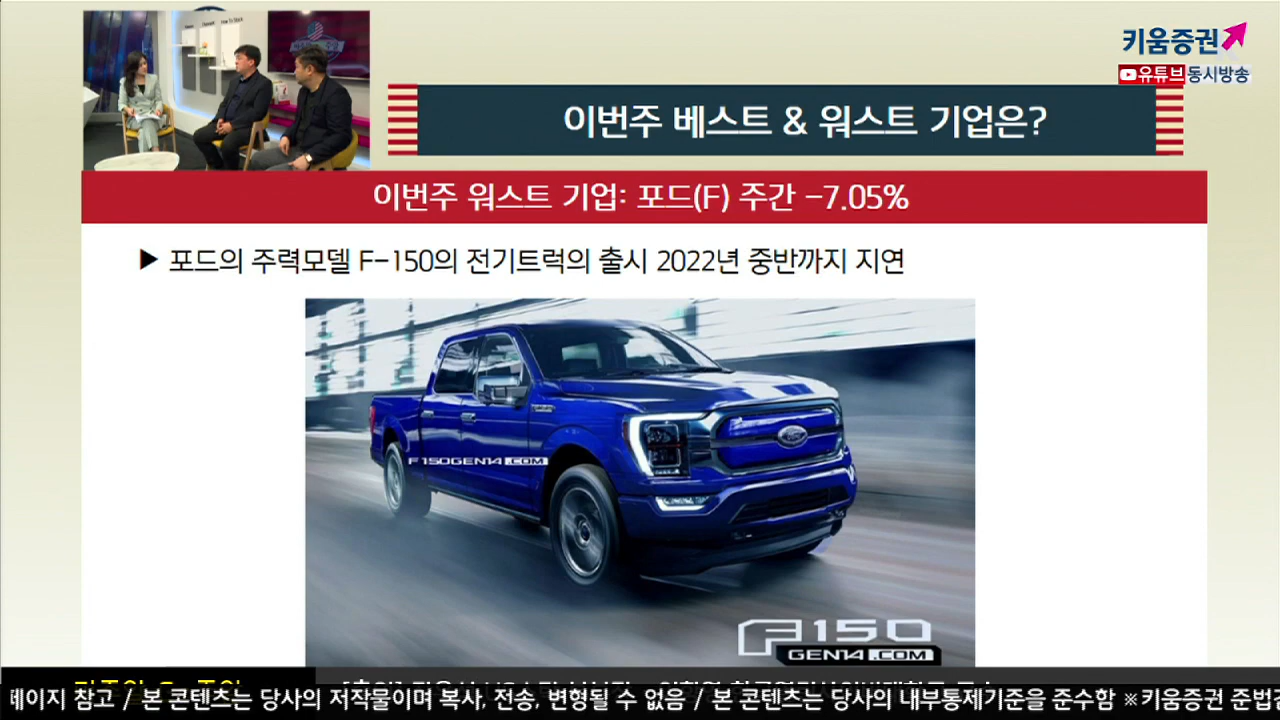 키움증권
유튜브 동시방송
이번주 베스트 & 워스트 기업은?
이번주 워스트 기업: 포드(F) 주간 -7.05%
▶ 포드의 주력모델 F-150의 전기트럭의 출시 2022년 중반까지 지연
F150GEN14.COM
F150
GEN14.COM
페이지 참고 / 본 콘텐츠는 당사의 저작물이며 복사, 전송, 변형될 수 없음 / 본 콘텐츠는 당사의 내부통제기준을 준수함 ※키움증권 준법